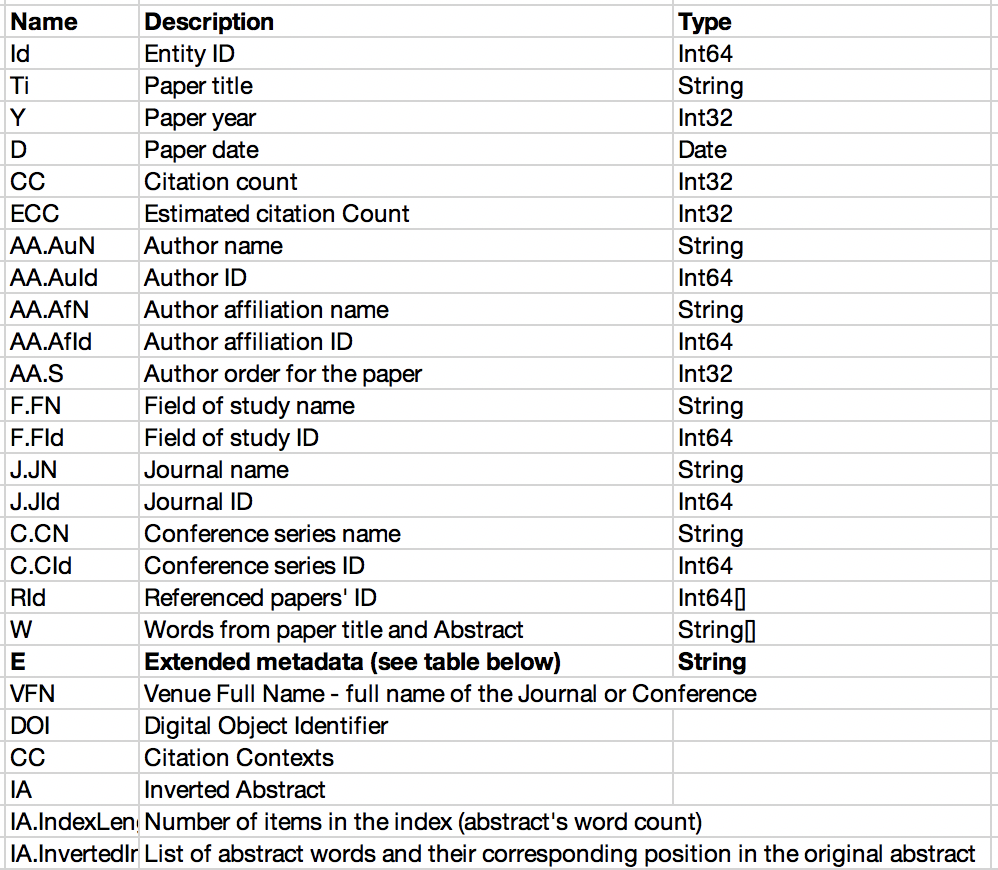 Name Description Type
Id Entity ID Int64
Ti Paper title String
Y Paper year Int32
D Paper date Date
CC Citation count Int32
ECC Estimated citation Count Int32
AA.AuN Author name String
AA.AuId Author ID Int64
AA.AfN Author affiliation name String
AA.AfId Author affiliation ID Int64
AA.S Author order for the paper Int32
F.FN Field of study name String
F.FId Field of study ID Int64
J.JN Journal name String
J.JId Journal ID Int64
C.CN Conference series name String
C.CId Conference series ID Int64
RId Referenced papers' ID Int64[]
W Words from paper title and Abstract String[]
E Extended metadata (see table below) String
VFN Venue Full Name - full name of the Journal or Conference
DOI Digital Object Identifier
CC Citation Contexts
IA Inverted Abstract
IA.IndexLen Number of items in the index (abstract's word count)
IA.InvertedIn List of abstract words and their corresponding position in the original abstract